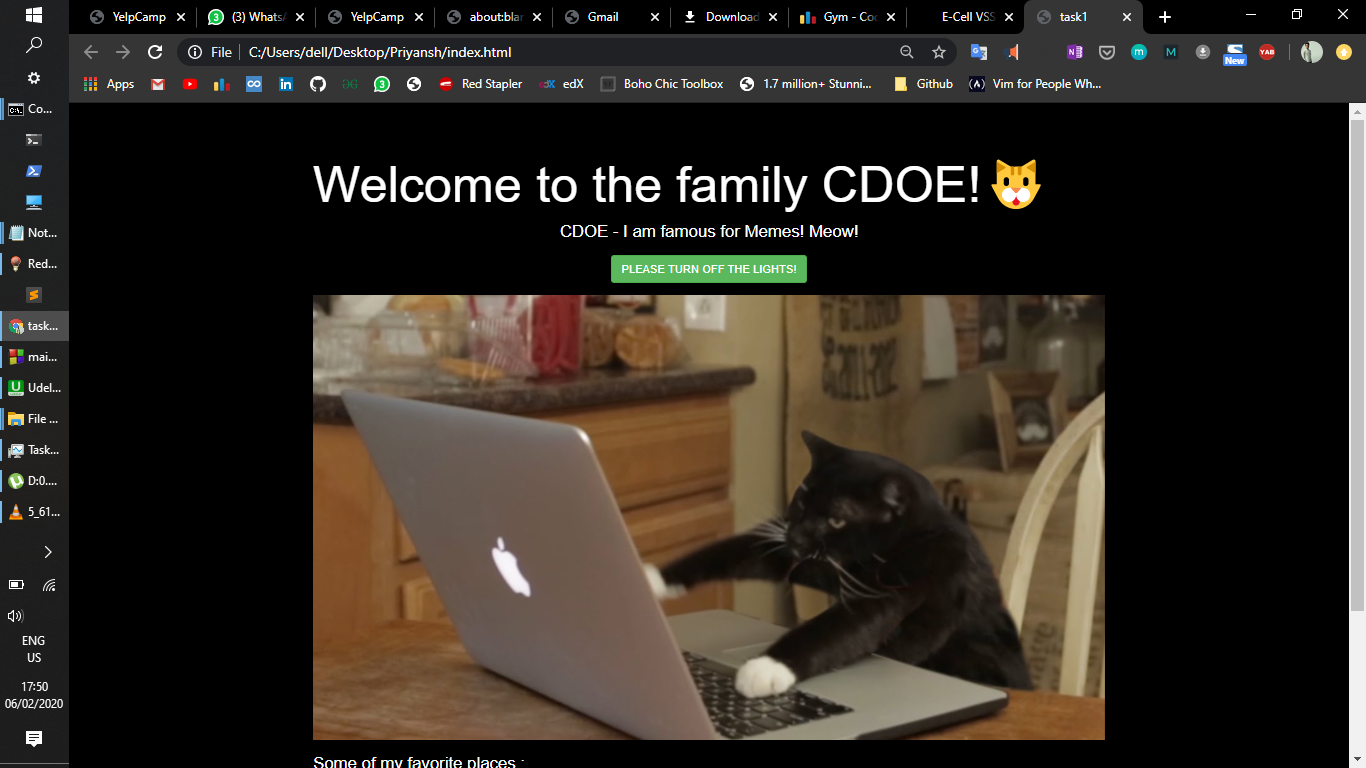 YelpCamp
(3) WhatsA
YelpCamp
about:blan
Gmail
Download
Gym - Coc
E-Cell VSS
task1
File
C:/Users/dell/Desktop/Priyansh/index.html
New
YAB
Apps
Red Stapler
edX
Boho Chic Toolbox
1.7 million+ Stunni...
Github
Vim for People Wh...
Co...
Not...
Red...
task...
mai...
Udel...
File ...
Task...
D:0....
5_61...
ENG
US
17:50
06/02/2020
Welcome to the family CDOE! 🐱
CDOE - I am famous for Memes! Meow!
PLEASE TURN OFF THE LIGHTS!
Some of my favorite places :